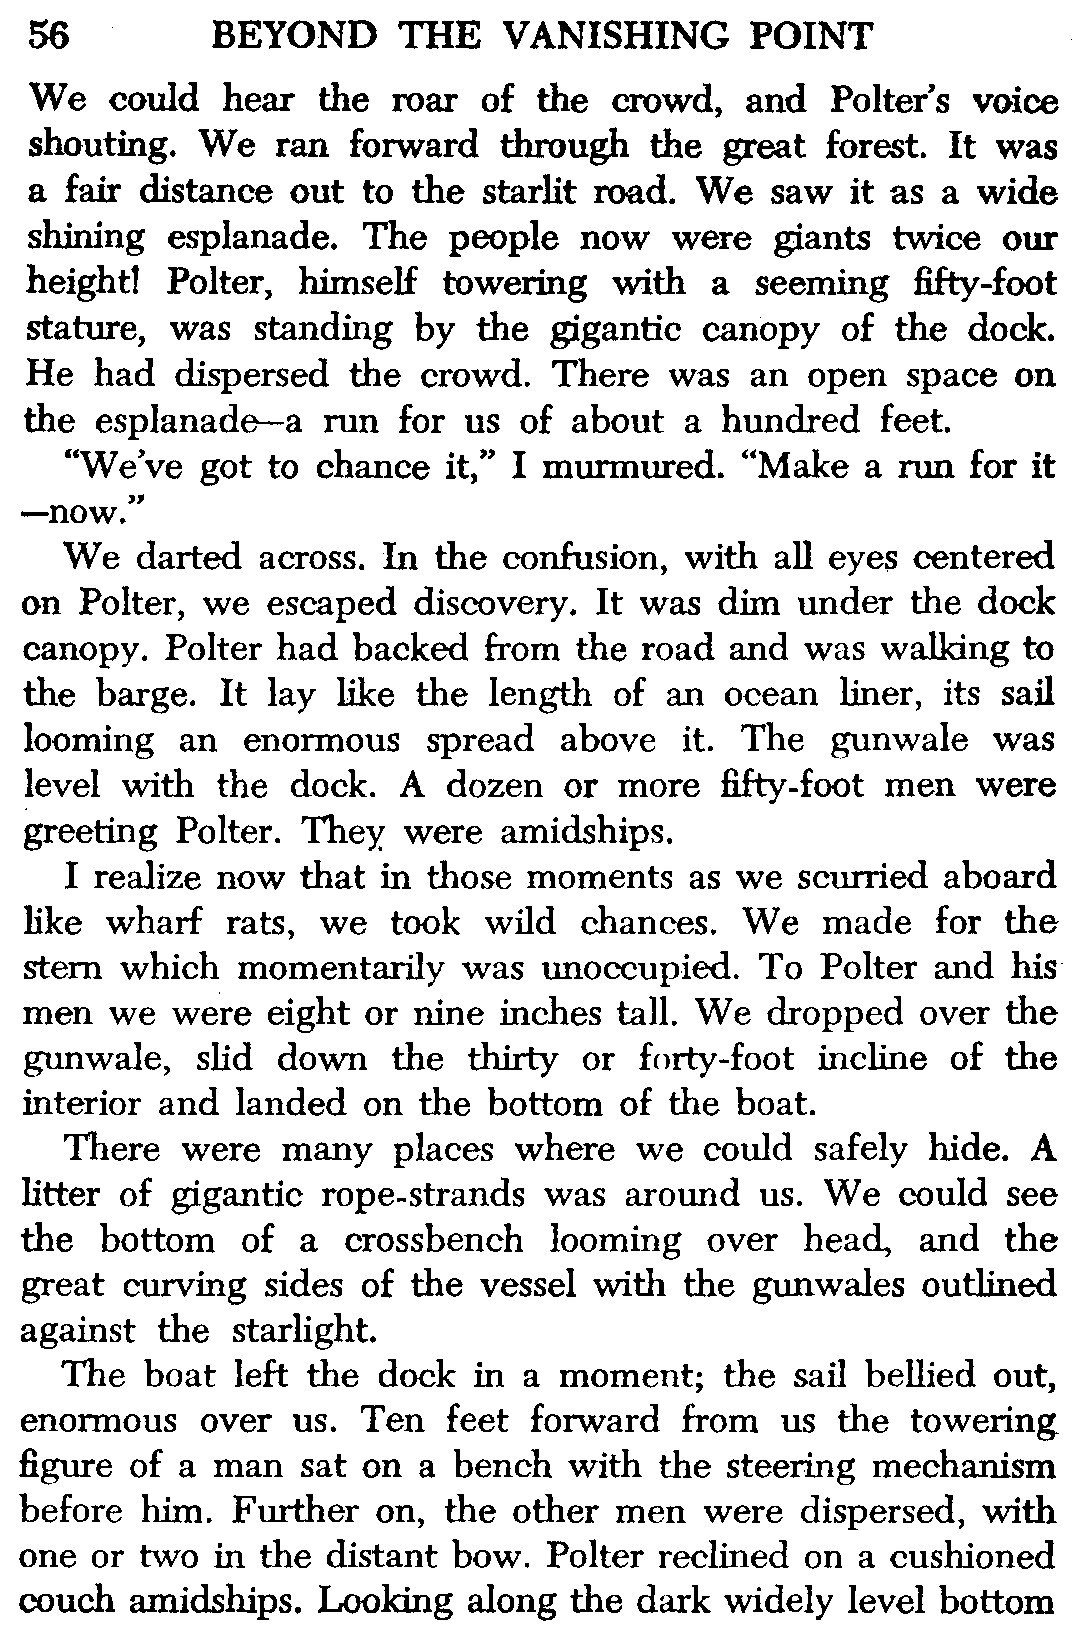 56 BEYOND THE VANISHING POINT
We could hear the roar of the crowd, and Polter's voice
shouting. We ran forward through the great forest. It was
a fair distance out to the starlit road. We saw it as a wide
shining esplanade. The people now were giants twice our
height! Polter, himself towering with a seeming fifty-foot
stature, was standing by the gigantic canopy of the dock.
He had dispersed the crowd. There was an open space on
the esplanade—a run for us of about a hundred feet.
"We've got to chance it," I murmured. "Make a run for it
—now."
We darted across. In the confusion, with all eyes centered
on Polter, we escaped discovery. It was dim under the dock
canopy. Polter had backed from the road and was walking to
the barge. It lay like the length of an ocean liner, its sail
looming an enormous spread above it. The gunwale was
level with the dock. A dozen or more fifty-foot men were
greeting Polter. They were amidships.
I realize now that in those moments as we scurried aboard
like wharf rats, we took wild chances. We made for the
stern which momentarily was unoccupied. To Polter and his
men we were eight or nine inches tall. We dropped over the
gunwale, slid down the thirty or forty-foot incline of the
interior and landed on the bottom of the boat.
There were many places where we could safely hide. A
litter of gigantic rope-strands was around us. We could see
the bottom of a crossbench looming over head, and the
great curving sides of the vessel with the gunwales outlined
against the starlight.
The boat left the dock in a moment; the sail bellied out,
enormous over us. Ten feet forward from us the towering
figure of a man sat on a bench with the steering mechanism
before him. Further on, the other men were dispersed, with
one or two in the distant bow. Polter reclined on a cushioned
couch amidships. Looking along the dark widely level bottom